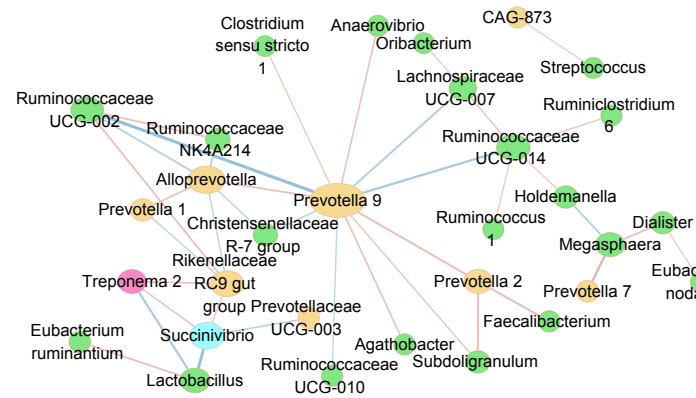 Clostridium
sensu stricto
1
Anaerovibrio
Oribacterium
CAG-873
Streptococcus
Lachnospiraceae
UCG-007
Ruminococcaceae
UCG-002
Ruminococcaceae
NK4A214
Ruminiclostridium
6
Ruminococcaceae
UCG-014
Alloprevotella
Prevotella 9
Prevotella 1
Christensenellaceae
R-7 group
Holdemanella
Ruminococcus
1
Dialister
Megasphaera
Rikenellaceae
RC9 gut
group
Treponema 2
Prevotella 2
Prevotella 7
Eubac
noda
Prevotellaceae
UCG-003
Succinivibrio
Faecalibacterium
Eubacterium
ruminantium
Agathobacter
Subdoligranulum
Ruminococcaceae
UCG-010
Lactobacillus